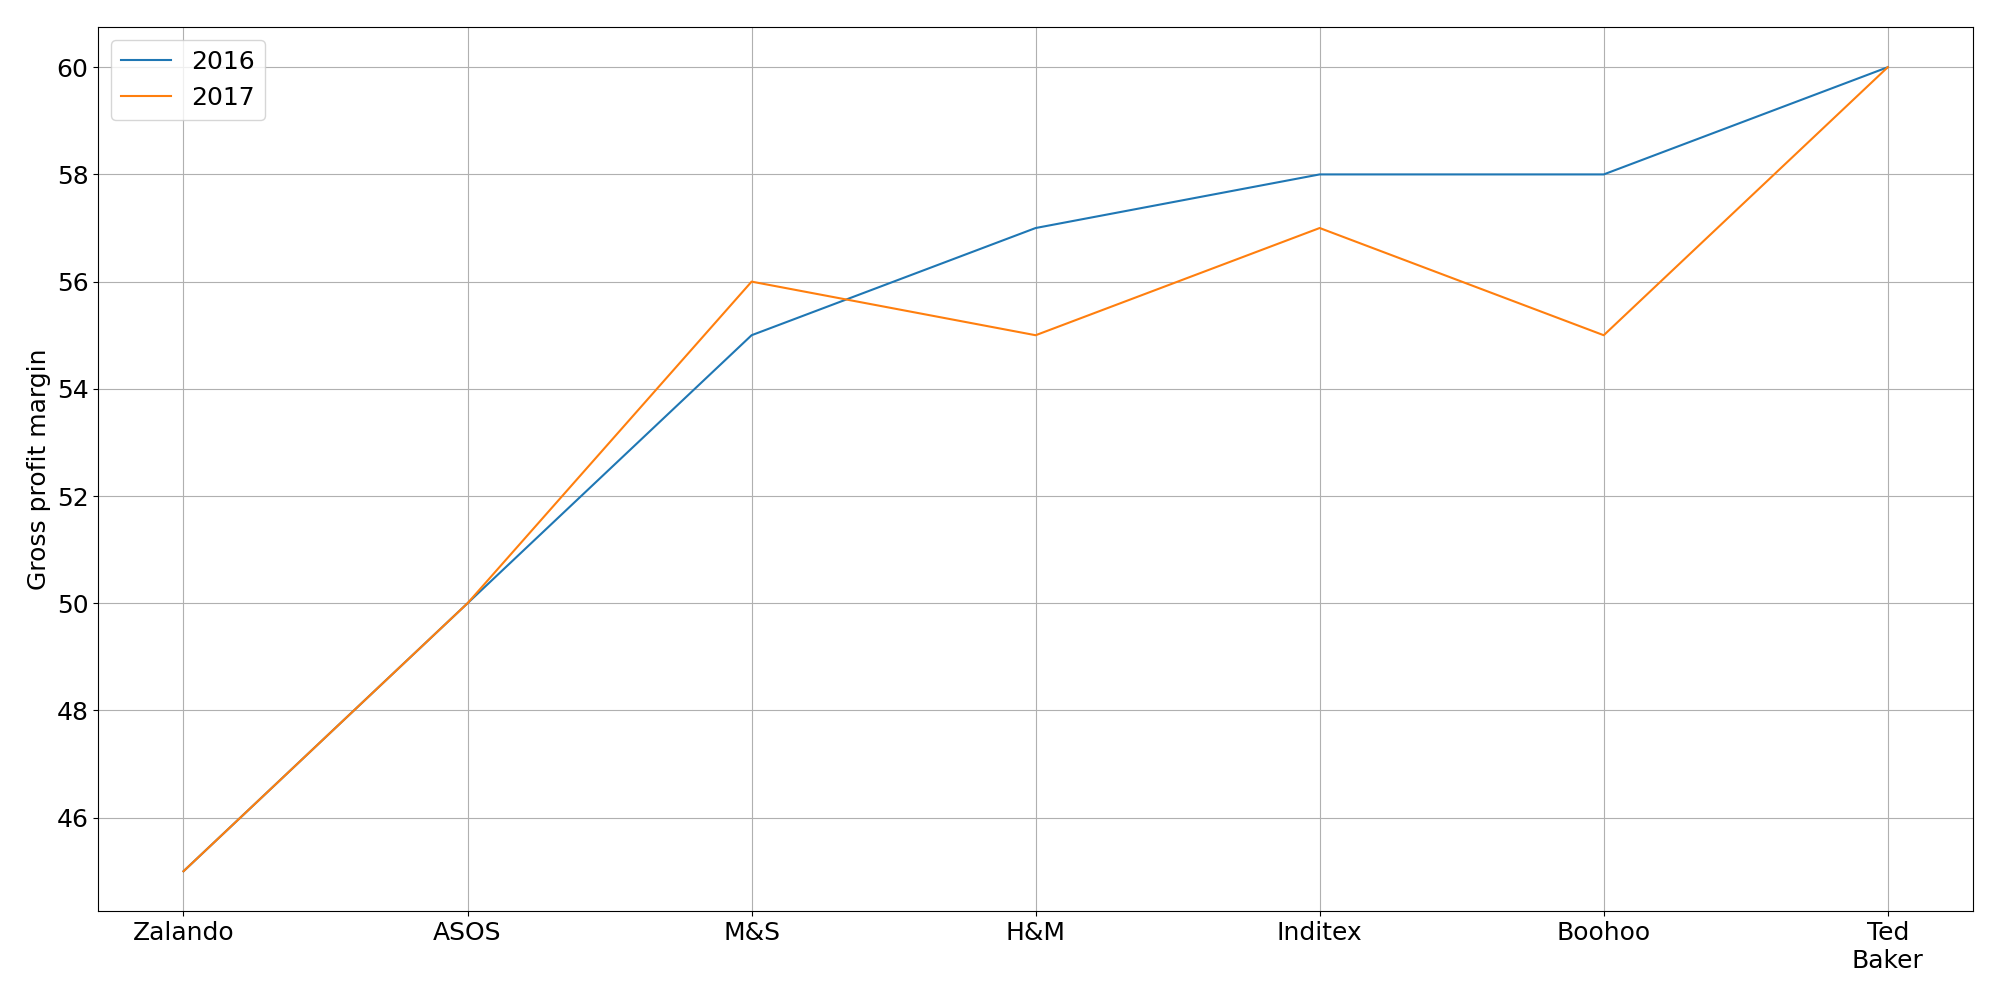 2016
2017
60
58
56
54
52
50
48
46
Gross profit margin
Zalando
ASOS
M&S
H&M
Inditex
Boohoo
Ted
Baker